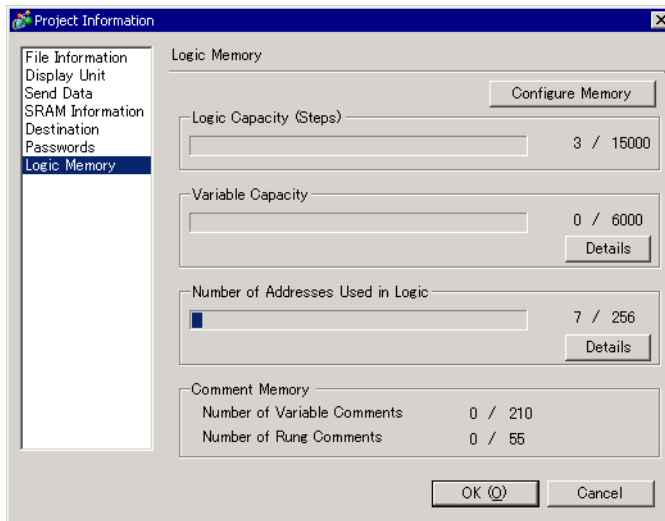 Project Information
File Information
Display Unit
Send Data
SRAM Information
Destination
Passwords
Logic Memory
Logic Memory
Configure Memory
Logic Capacity (Steps)
3 / 15000
Variable Capacity
0 / 6000
Details
Number of Addresses Used in Logic
7 / 256
Details
Comment Memory
Number of Variable Comments 0 / 210
Number of Rung Comments 0 / 55
OK (O) Cancel